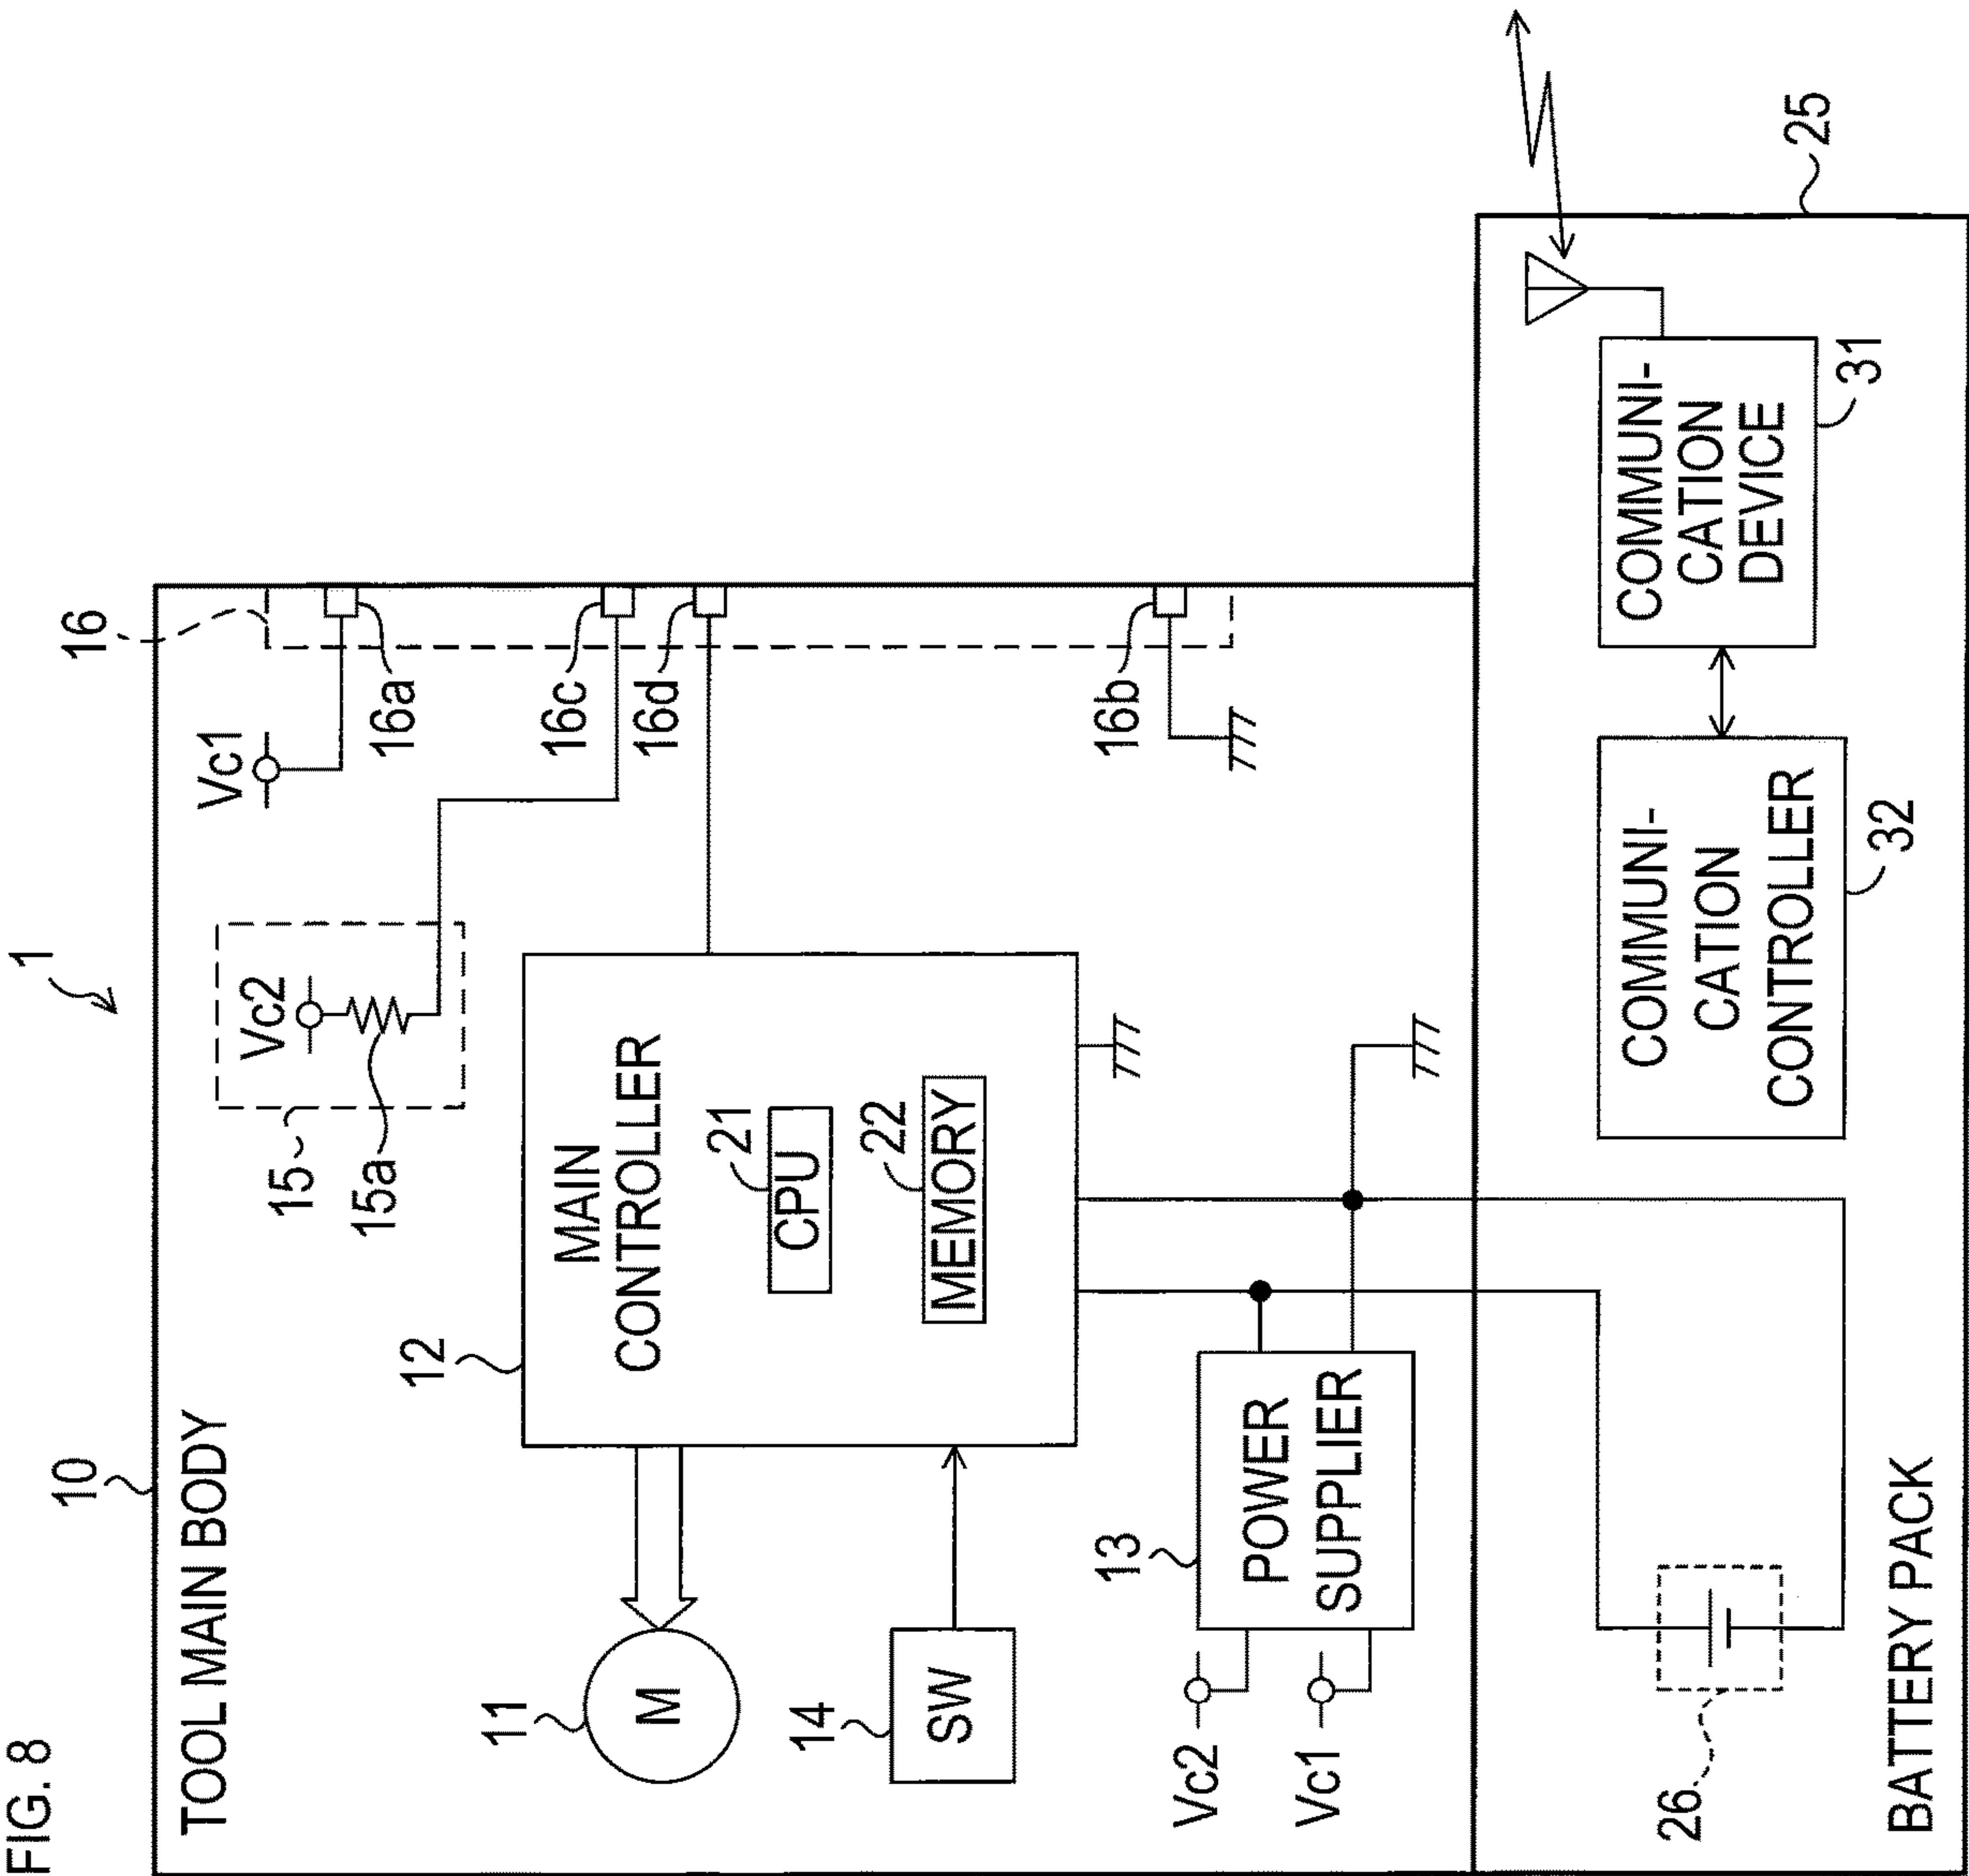 FIG. 8
1
10
TOOL MAIN BODY
16
Vc1
Vc2
15
15a
16a
12
MAIN
CONTROLLER
21
CPU
22
MEMORY
16c
16d
11
M
14
SW
13
POWER
SUPPLIER
Vc2
Vc1
16b
26
COMMUNI-
CATION
CONTROLLER
32
COMMUNI-
CATION
DEVICE
31
25
BATTERY PACK